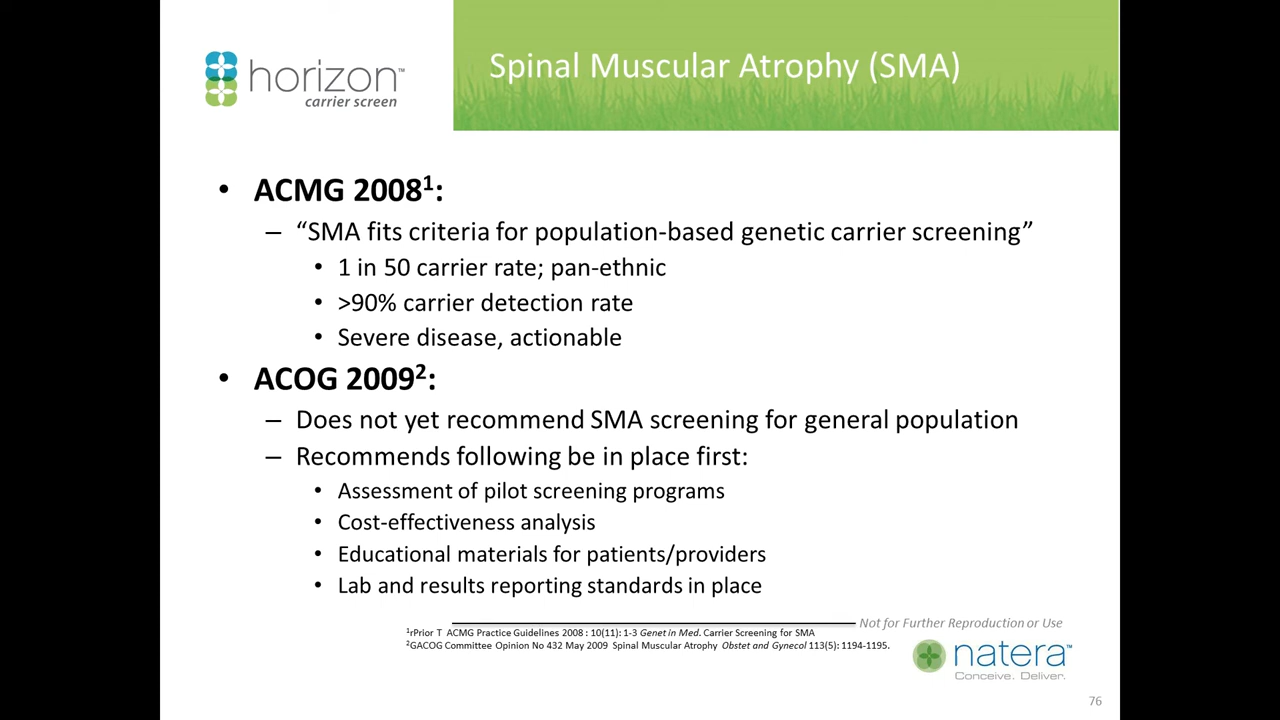 horizon™
carrier screen
Spinal Muscular Atrophy (SMA)
• ACMG 2008¹:
– “SMA fits criteria for population-based genetic carrier screening”
• 1 in 50 carrier rate; pan-ethnic
• >90% carrier detection rate
• Severe disease, actionable
• ACOG 2009²:
– Does not yet recommend SMA screening for general population
– Recommends following be in place first:
• Assessment of pilot screening programs
• Cost-effectiveness analysis
• Educational materials for patients/providers
• Lab and results reporting standards in place
Not for Further Reproduction or Use
¹rPrior T ACMG Practice Guidelines 2008 : 10(11): 1-3 Genet in Med. Carrier Screening for SMA
²GACOG Committee Opinion No 432 May 2009 Spinal Muscular Atrophy Obstet and Gynecol 113(5): 1194-1195.
natera™
Conceive. Deliver.
76